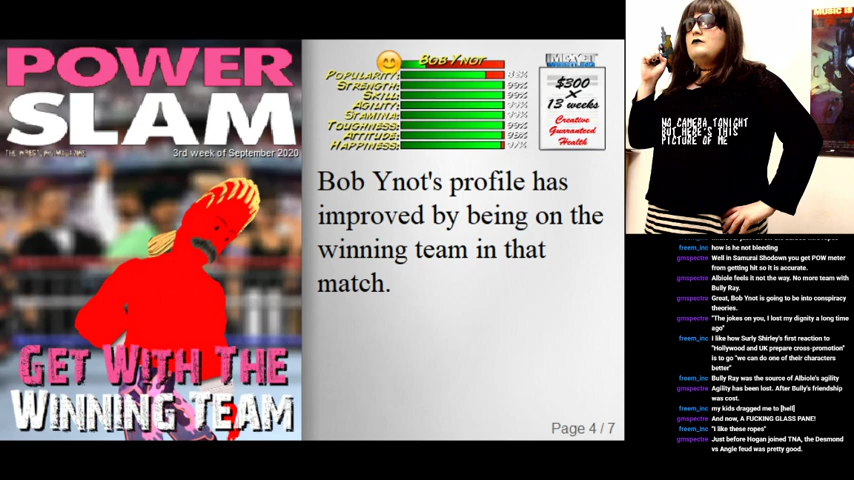 POWER
SLAM
3rd week of September 2020
GET WITH THE
WINNING TEAM
BOB YNOT
POPULARITY:
STRENGTH:
SKILL:
AGILITY:
STAMINA:
TOUGHNESS:
ATTITUDE:
HAPPINESS:
IMPACT
WRESTLING
$300
X
13 weeks
Creative
Guaranteed
Health
Bob Ynot's profile has
improved by being on the
winning team in that
match.
Page 4 / 7
MUSIC IS
NO CAMERA TONIGHT
BUT HERE'S THIS
PICTURE OF ME
freem_inc how is he not bleeding
gmspectre Well in Samurai Shodown you get POW meter
from getting hit so it is accurate.
gmspectre Albiole feels it not the way. No more team with
Bully Ray.
gmspectre Great, Bob Ynot is going to into conspiracy
theories.
gmspectre "The jokes on you, I lost my dignity a long time
ago"
freem_inc I like how Surly Shirley's first reaction to
"Hollywood and UK prepare cross-promotion"
is to go "we can do one of their characters
better"
freem_inc Bully Ray was the source of Albiole's agility
gmspectre Agility has been lost. After Bully's friendship
was cost.
freem_inc my kids dragged me to [hell]
gmspectre And now, A FUCKING GLASS PANE!
freem_inc "I like these ropes"
gmspectre Just before Hogan joined TNA, the Desmond
vs Angle feud was pretty good.